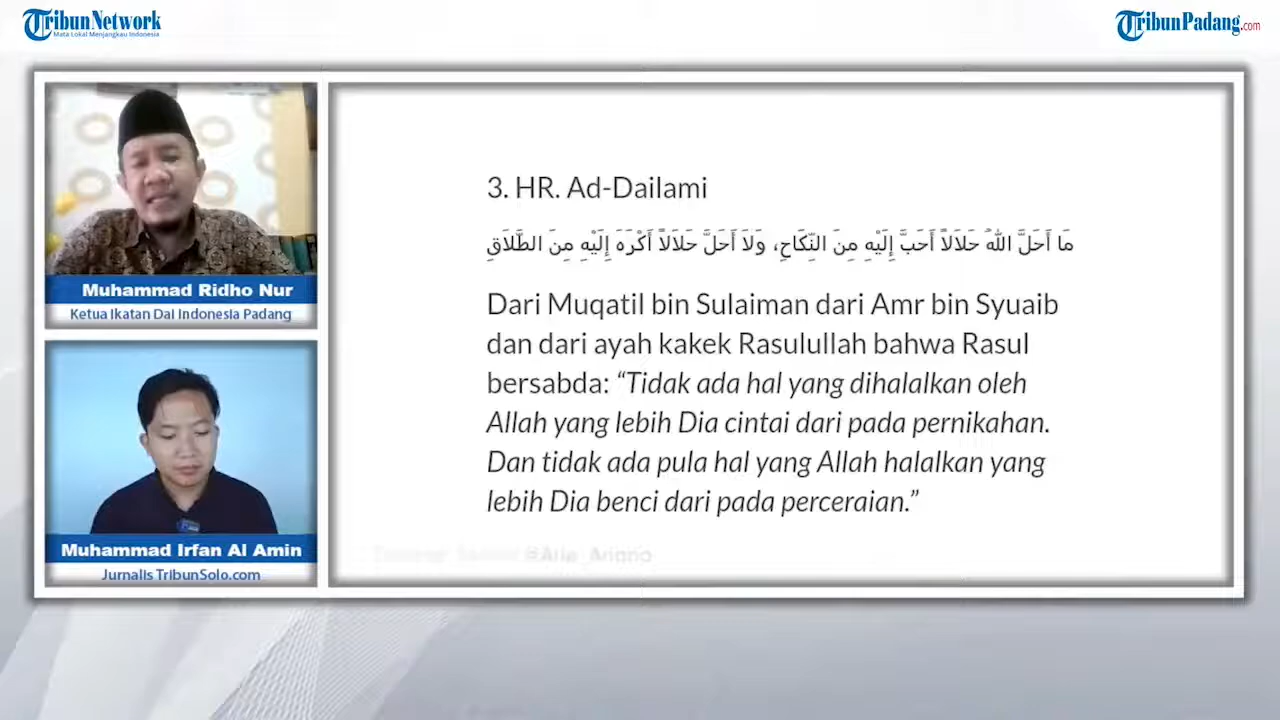 TribunNetwork
Mata Lokal Menjangkau Indonesia
TribunPadang.com
Muhammad Ridho Nur
Ketua Ikatan Dai Indonesia Padang
Muhammad Irfan Al Amin
Jurnalis TribunSolo.com
3. HR. Ad-Dailami
مَا أَحَلَّ اللهُ حَلَالاً أَحَبَّ إِلَيْهِ مِنَ النِّكَاحِ، وَلَا أَحَلَّ حَلَالاً أَكْرَهَ إِلَيْهِ مِنَ الطَّلَاقِ
Dari Muqatil bin Sulaiman dari Amr bin Syuaib
dan dari ayah kakek Rasulullah bahwa Rasul
bersabda: “Tidak ada hal yang dihalalkan oleh
Allah yang lebih Dia cintai dari pada pernikahan.
Dan tidak ada pula hal yang Allah halalkan yang
lebih Dia benci dari pada perceraian.”